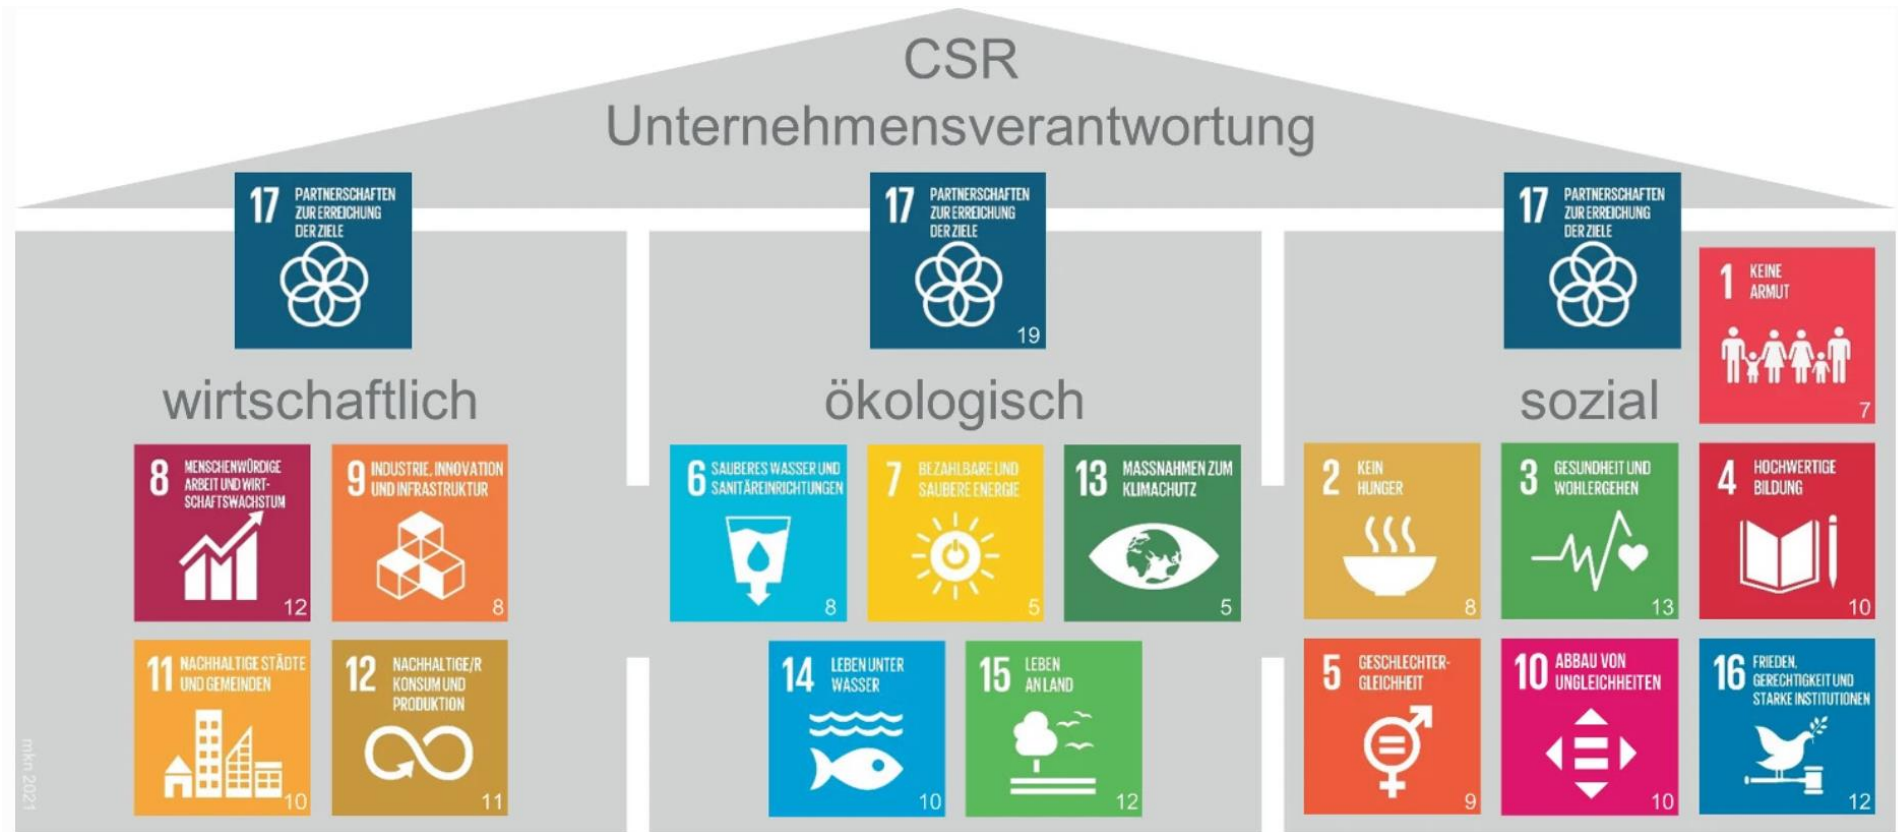 CSR
Unternehmensverantwortung
17 PARTNERSCHAFTEN
ZUR ERREICHUNG
DER ZIELE
17 PARTNERSCHAFTEN
ZUR ERREICHUNG
DER ZIELE
19
17 PARTNERSCHAFTEN
ZUR ERREICHUNG
DER ZIELE
1 KEINE
ARMUT
7
wirtschaftlich
ökologisch
sozial
8 MENSCHENWÜRDIGE
ARBEIT UND WIRT-
SCHAFTSWACHSTUM
12
9 INDUSTRIE, INNOVATION
UND INFRASTRUKTUR
8
11 NACHHALTIGE STÄDTE
UND GEMEINDEN
10
12 NACHHALTIGE/R
KONSUM UND
PRODUKTION
11
6 SAUBERES WASSER UND
SANITÄREINRICHTUNGEN
8
7 BEZAHLBARE UND
SAUBERE ENERGIE
5
13 MASSNAHMEN ZUM
KLIMACHUTZ
5
14 LEBEN UNTER
WASSER
10
15 LEBEN
AN LAND
12
2 KEIN
HUNGER
8
3 GESUNDHEIT UND
WOHLERGEHEN
13
4 HOCHWERTIGE
BILDUNG
10
5 GESCHLECHTER-
GLEICHHEIT
9
10 ABBAU VON
UNGLEICHHEITEN
10
16 FRIEDEN,
GERECHTIGKEIT UND
STARKE INSTITUTIONEN
12
mkn 2021